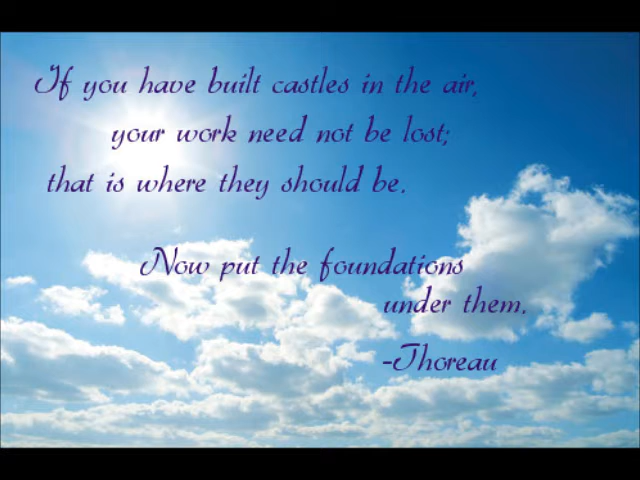 If you have built castles in the air,
your work need not be lost;
that is where they should be.
Now put the foundations
under them.
-Thoreau